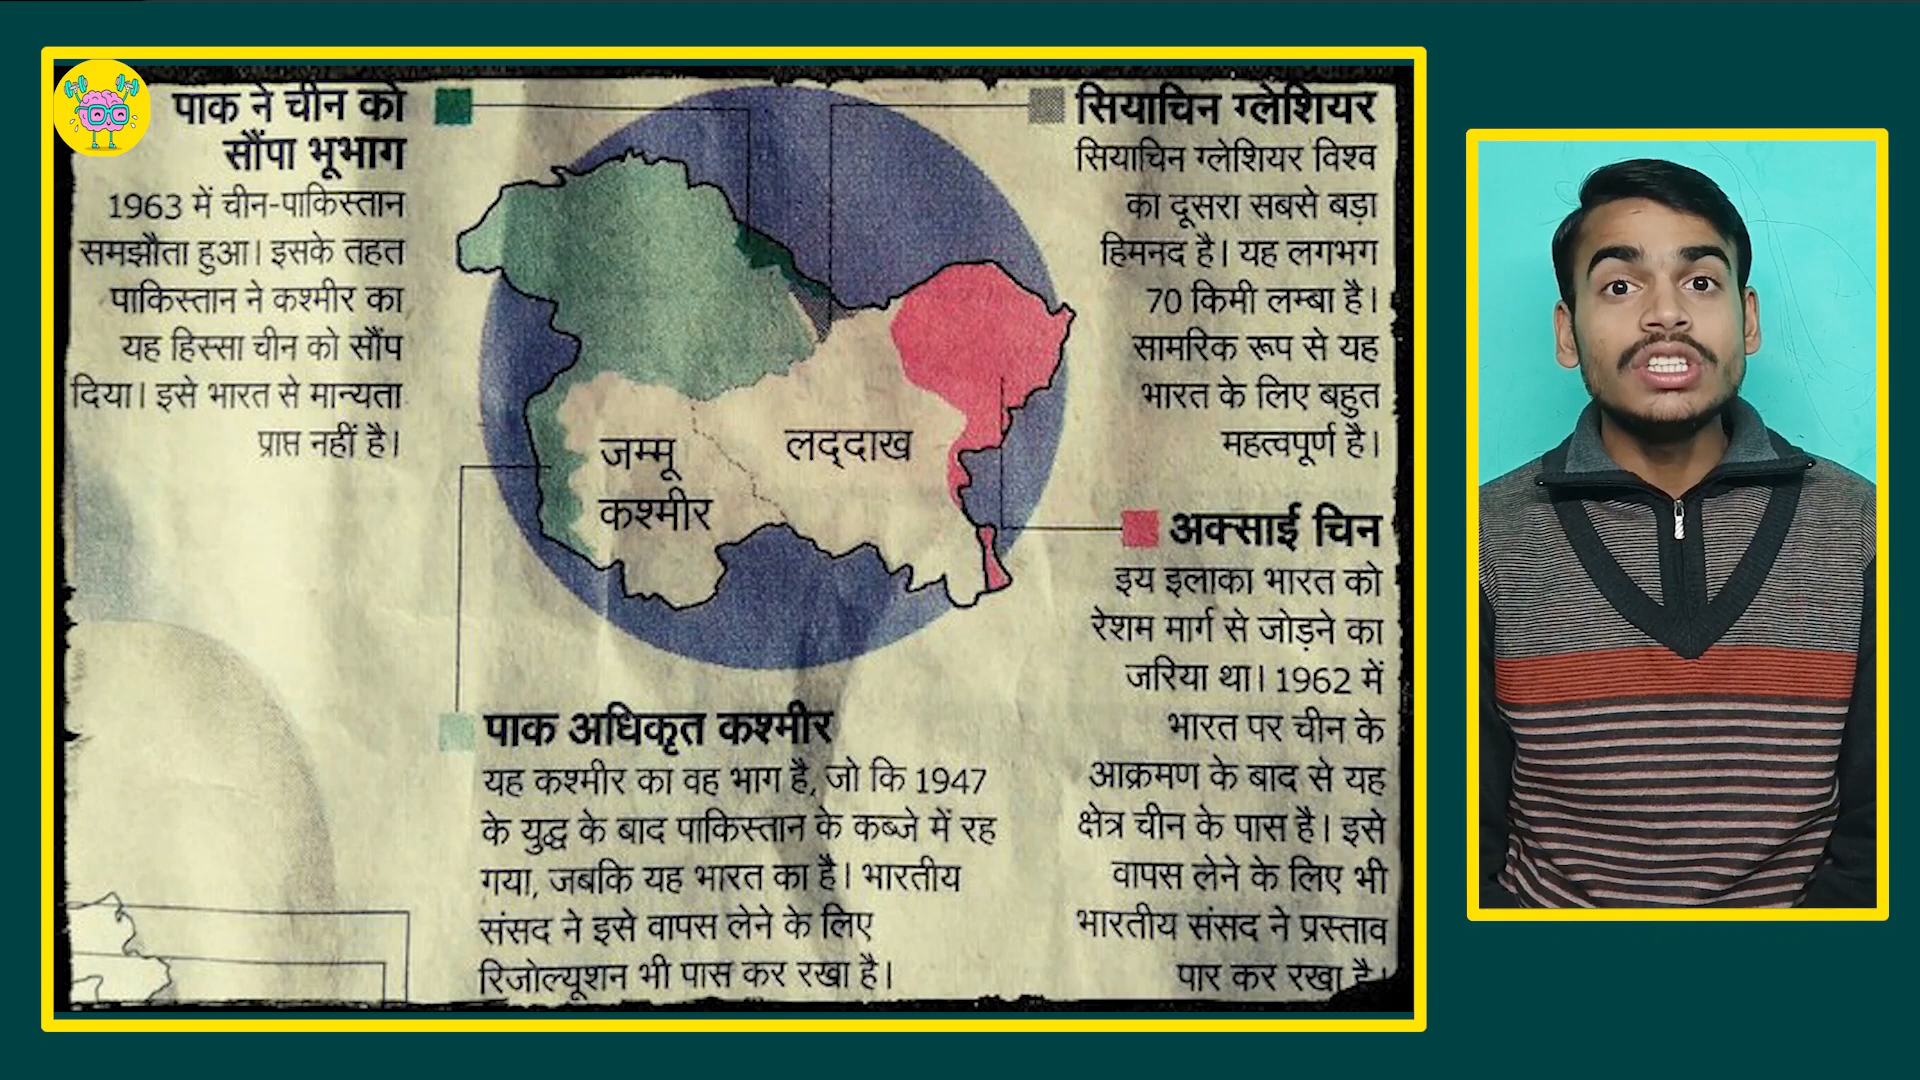 पाक ने चीन को
सौंपा भूभाग
1963 में चीन-पाकिस्तान
समझौता हुआ। इसके तहत
पाकिस्तान ने कश्मीर का
यह हिस्सा चीन को सौंप
दिया। इसे भारत से मान्यता
प्राप्त नहीं है।
सियाचिन ग्लेशियर
सियाचिन ग्लेशियर विश्व
का दूसरा सबसे बड़ा
हिमनद है। यह लगभग
70 किमी लम्बा है।
सामरिक रूप से यह
भारत के लिए बहुत
महत्वपूर्ण है।
जम्मू
कश्मीर
लद्दाख
अक्साई चिन
इय इलाका भारत को
रेशम मार्ग से जोड़ने का
जरिया था। 1962 में
भारत पर चीन के
आक्रमण के बाद से यह
क्षेत्र चीन के पास है। इसे
वापस लेने के लिए भी
भारतीय संसद ने प्रस्ताव
पार कर रखा है।
पाक अधिकृत कश्मीर
यह कश्मीर का वह भाग है, जो कि 1947
के युद्ध के बाद पाकिस्तान के कब्जे में रह
गया, जबकि यह भारत का है। भारतीय
संसद ने इसे वापस लेने के लिए
रिजोल्यूशन भी पास कर रखा है।